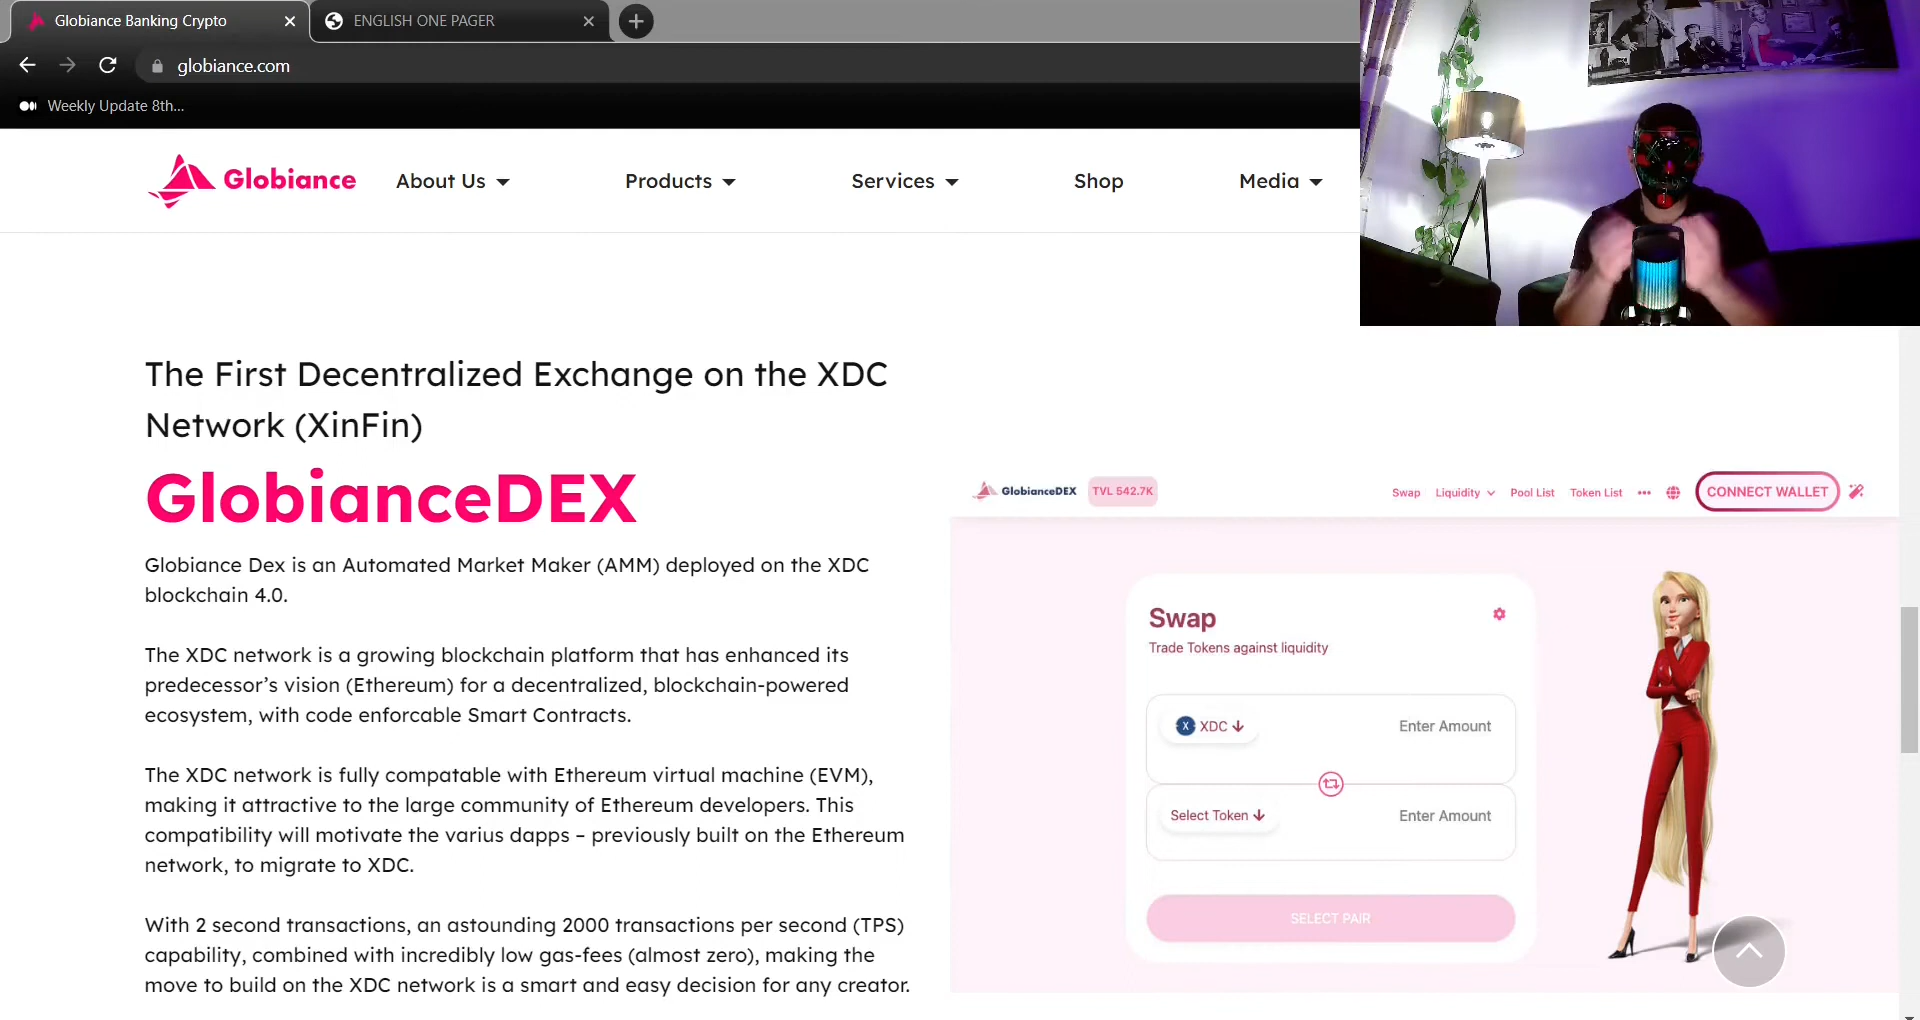 Globiance Banking Crypto
ENGLISH ONE PAGER
globiance.com
Weekly Update 8th...
Globiance
About Us
Products
Services
Shop
Media
The First Decentralized Exchange on the XDC
Network (XinFin)
GlobianceDEX
Globiance Dex is an Automated Market Maker (AMM) deployed on the XDC
blockchain 4.0.
The XDC network is a growing blockchain platform that has enhanced its
predecessor's vision (Ethereum) for a decentralized, blockchain-powered
ecosystem, with code enforcable Smart Contracts.
The XDC network is fully compatable with Ethereum virtual machine (EVM),
making it attractive to the large community of Ethereum developers. This
compatibility will motivate the varius dapps – previously built on the Ethereum
network, to migrate to XDC.
With 2 second transactions, an astounding 2000 transactions per second (TPS)
capability, combined with incredibly low gas-fees (almost zero), making the
move to build on the XDC network is a smart and easy decision for any creator.
GlobianceDEX
TVL 542.7K
Swap
Liquidity
Pool List
Token List
CONNECT WALLET
Swap
Trade Tokens against liquidity
X
XDC
Enter Amount
Select Token
Enter Amount
SELECT PAIR